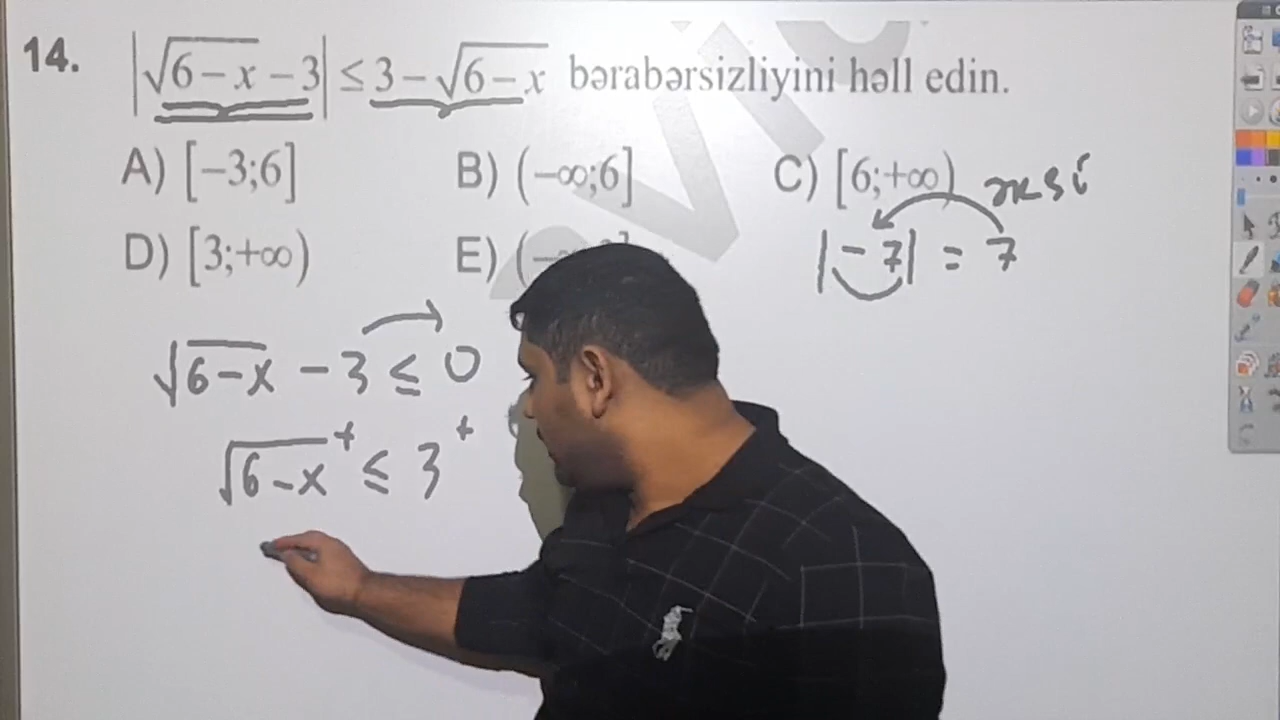 14. |√6-x - 3| ≤ 3 - √6-x bərabərsizliyini həll edin.
A) [-3;6] B) (-∞;6] C) [6;+∞)
D) [3;+∞) E)
|-7| = 7
√6-x - 3 ≤ 0
√6-x + ≤ 3 +